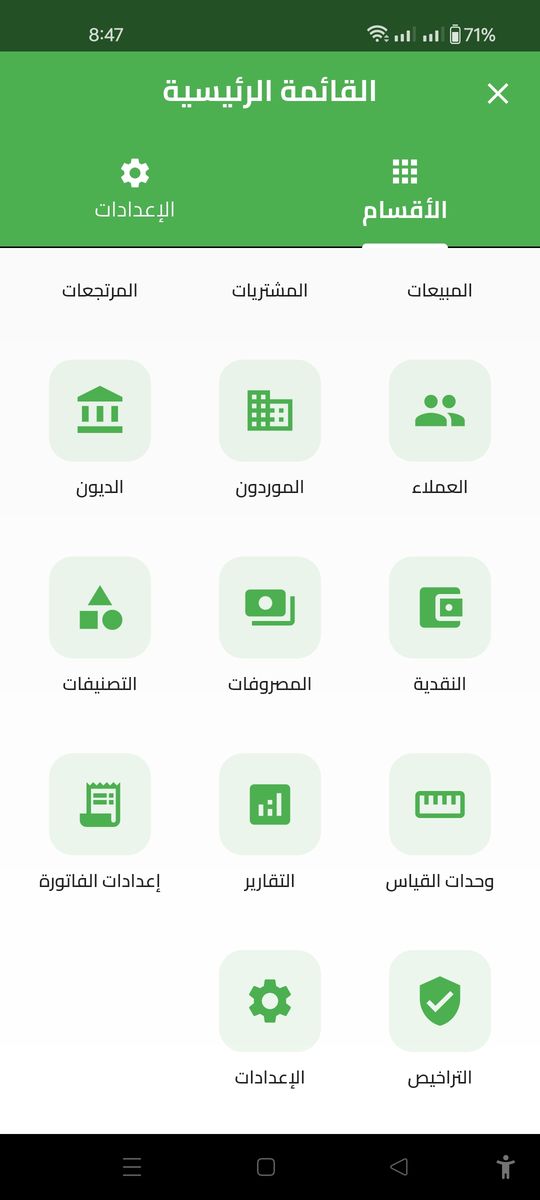 8:47
71%
القائمة الرئيسية
الأقسام
الإعدادات
المبيعات
المشتريات
المرتجعات
العملاء
الموردون
الديون
النقدية
المصروفات
التصنيفات
وحدات القياس
التقارير
إعدادات الفاتورة
التراخيص
الإعدادات